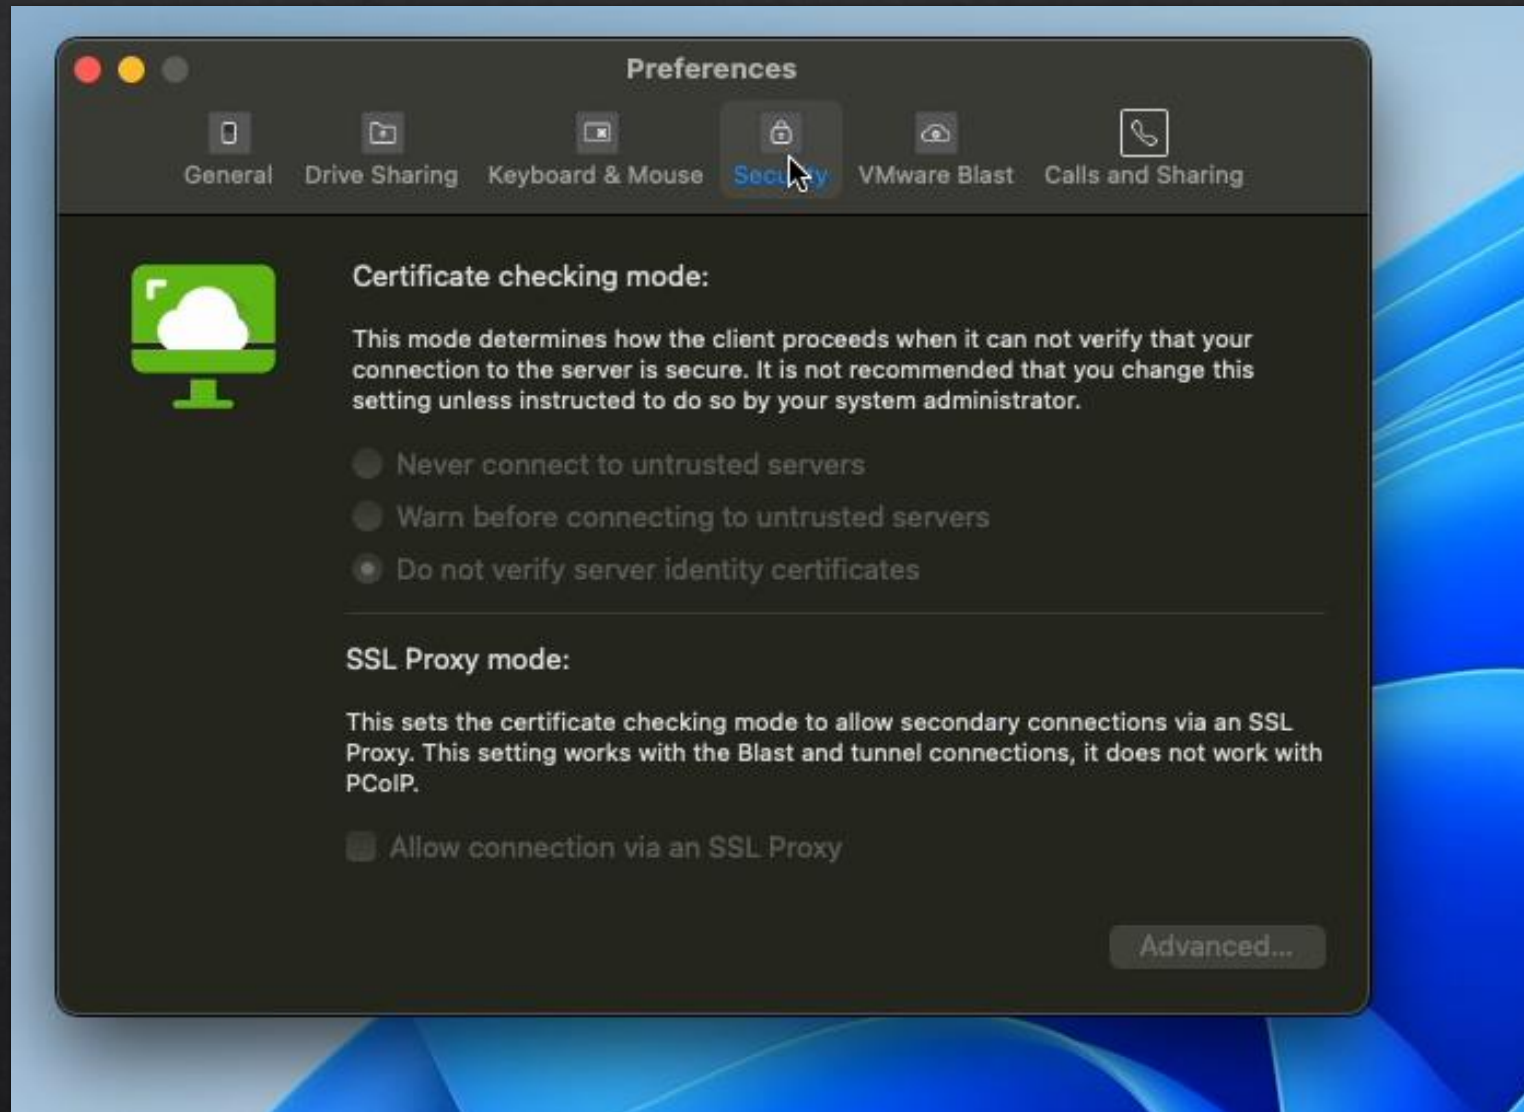 Preferences
General Drive Sharing Keyboard & Mouse Security VMware Blast Calls and Sharing
Certificate checking mode:
This mode determines how the client proceeds when it can not verify that your
connection to the server is secure. It is not recommended that you change this
setting unless instructed to do so by your system administrator.
Never connect to untrusted servers
Warn before connecting to untrusted servers
Do not verify server identity certificates
SSL Proxy mode:
This sets the certificate checking mode to allow secondary connections via an SSL
Proxy. This setting works with the Blast and tunnel connections, it does not work with
PCoIP.
Allow connection via an SSL Proxy
Advanced...